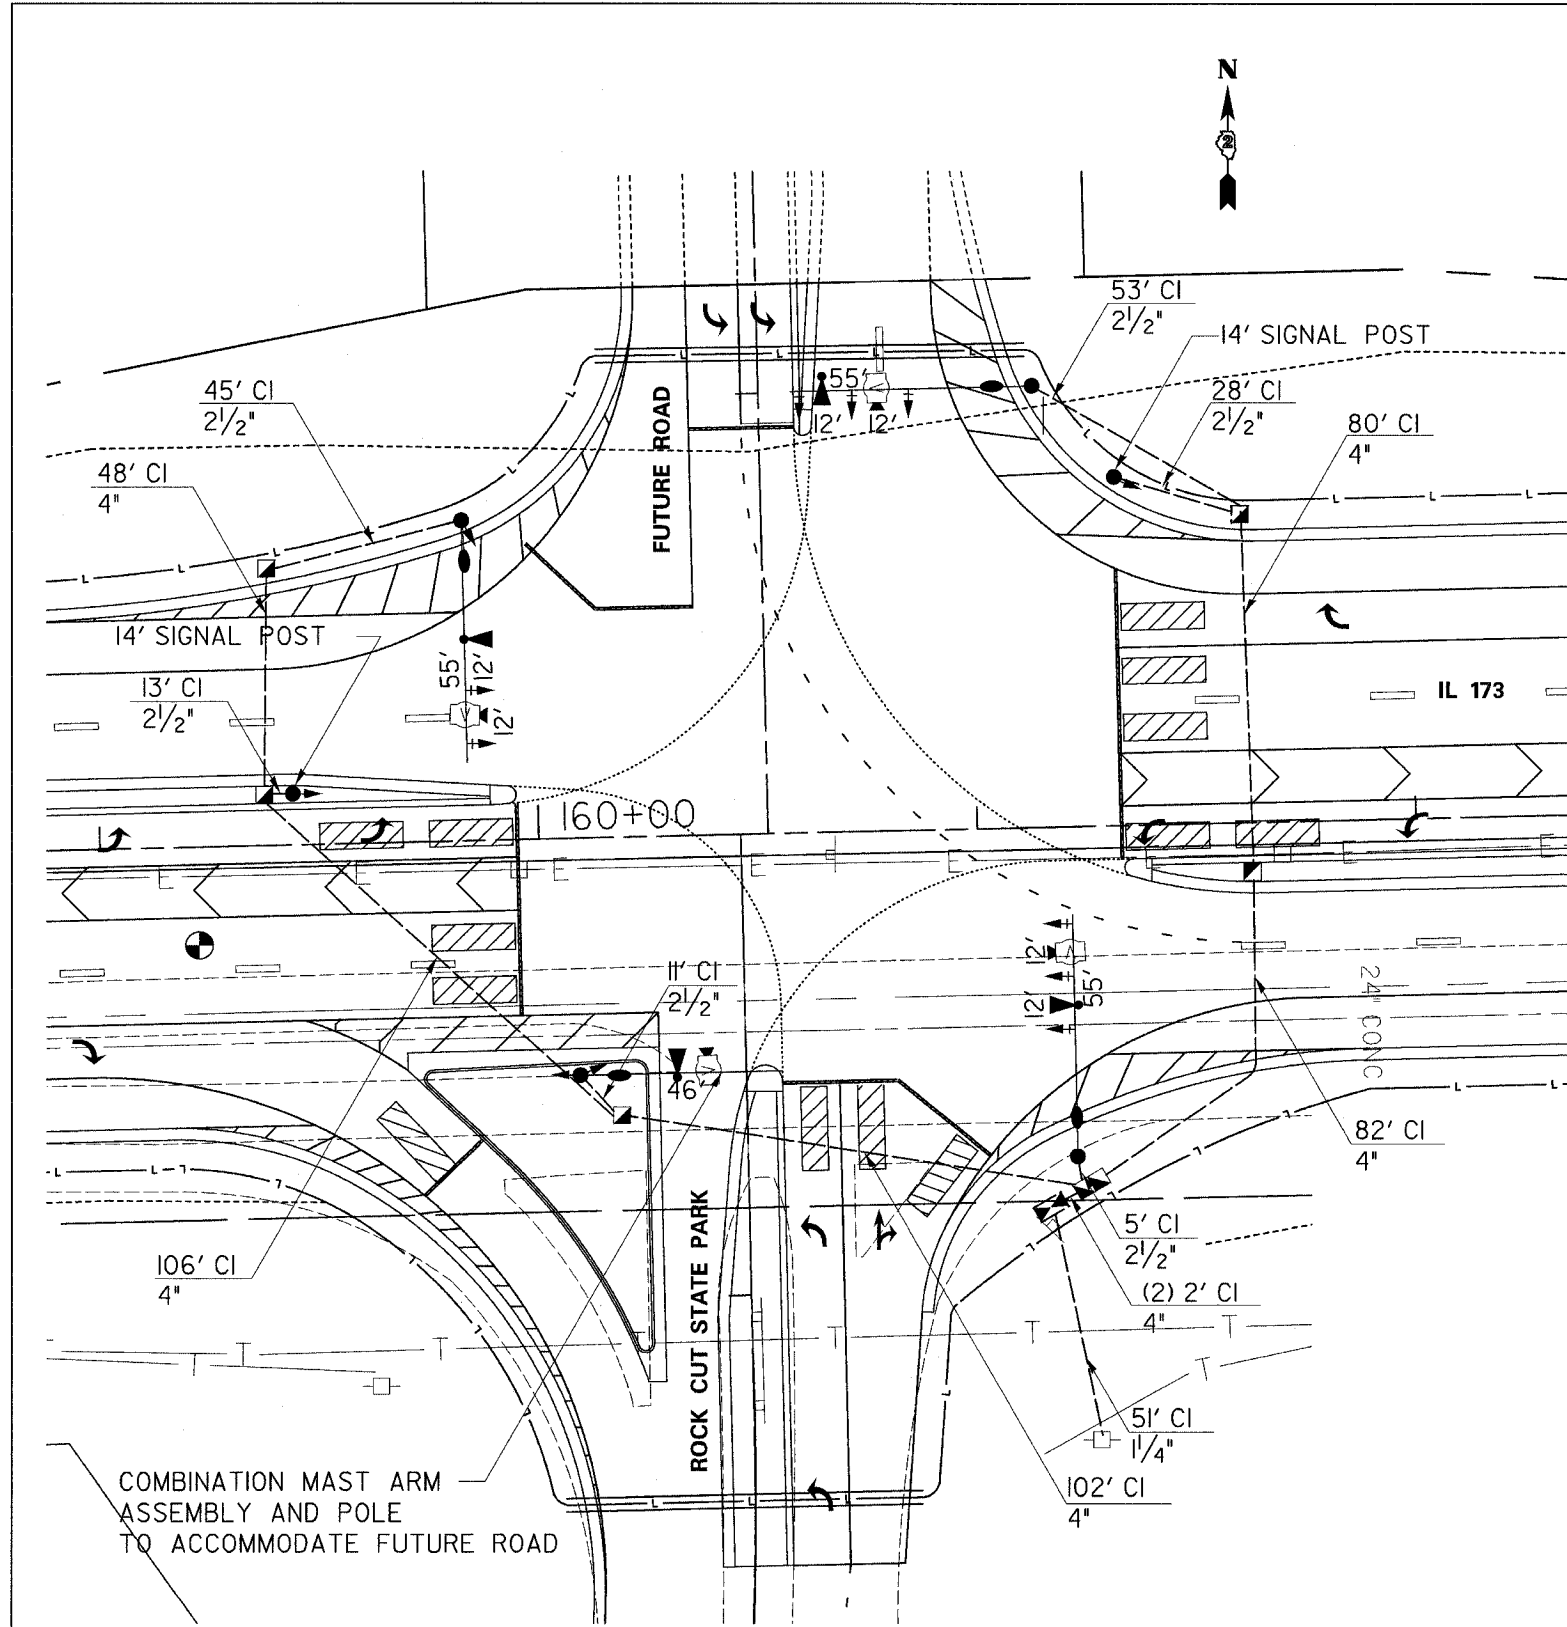 N
2
53' CI
2 1/2"
14' SIGNAL POST
45' CI
2 1/2"
55'
12'
12'
28' CI
2 1/2"
80' CI
4"
FUTURE ROAD
48' CI
4"
14' SIGNAL POST
55'
12'
12'
13' CI
2 1/2"
IL 173
160+00
11' CI
2 1/2"
12'
12'
55'
24" CONC
46'
82' CI
4"
106' CI
4"
ROCK CUT STATE PARK
5' CI
2 1/2"
(2) 2' CI
4"
51' CI
1 1/4"
102' CI
4"
COMBINATION MAST ARM
ASSEMBLY AND POLE
TO ACCOMMODATE FUTURE ROAD
L L L L
L L L
L L L
E E E E E
T T T T T T T